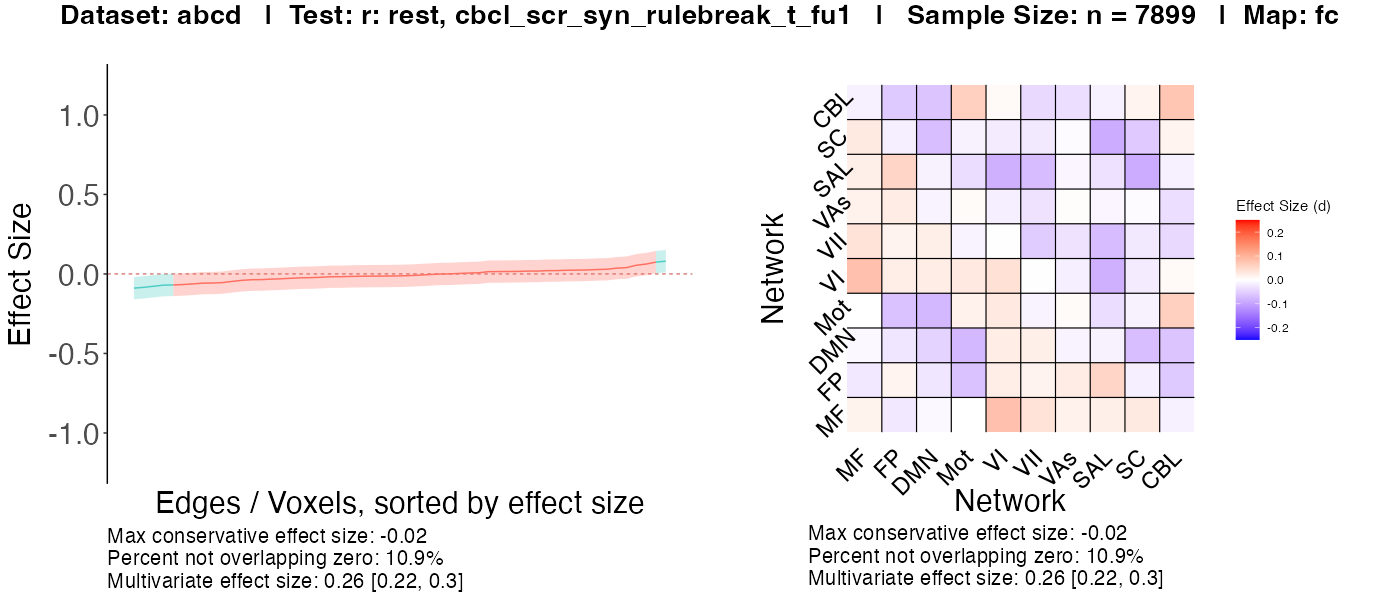 Dataset: abcd | Test: r: rest, cbcl_scr_syn_rulebreak_t_fu1 | Sample Size: n = 7899 | Map: fc
Effect Size
1.0
0.5
0.0
-0.5
-1.0
Edges / Voxels, sorted by effect size
Max conservative effect size: -0.02
Percent not overlapping zero: 10.9%
Multivariate effect size: 0.26 [0.22, 0.3]
Network
CBL
SC
SAL
VAs
VII
VI
Mot
DMN
FP
MF
MF
FP
DMN
Mot
VI
VII
VAs
SAL
SC
CBL
Network
Max conservative effect size: -0.02
Percent not overlapping zero: 10.9%
Multivariate effect size: 0.26 [0.22, 0.3]
Effect Size (d)
0.2
0.1
0.0
-0.1
-0.2